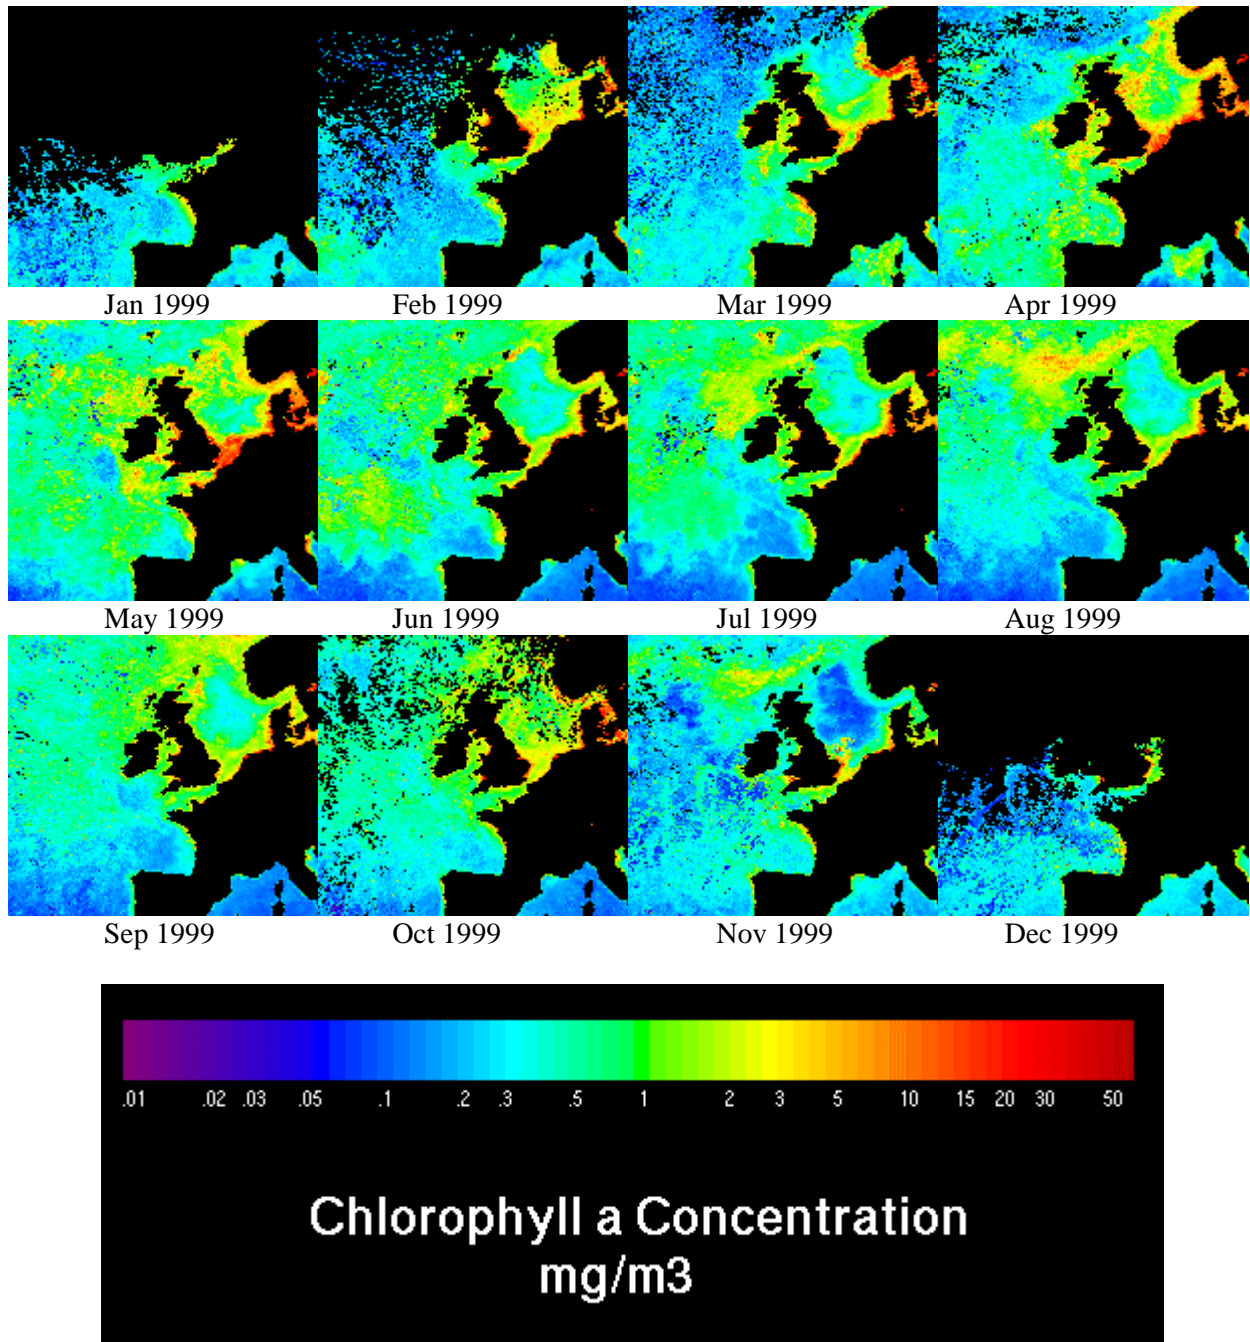 Jan 1999 Feb 1999 Mar 1999 Apr 1999
May 1999 Jun 1999 Jul 1999 Aug 1999
Sep 1999 Oct 1999 Nov 1999 Dec 1999
.01 .02 .03 .05 .1 .2 .3 .5 1 2 3 5 10 15 20 30 50
Chlorophyll a Concentration
mg/m3